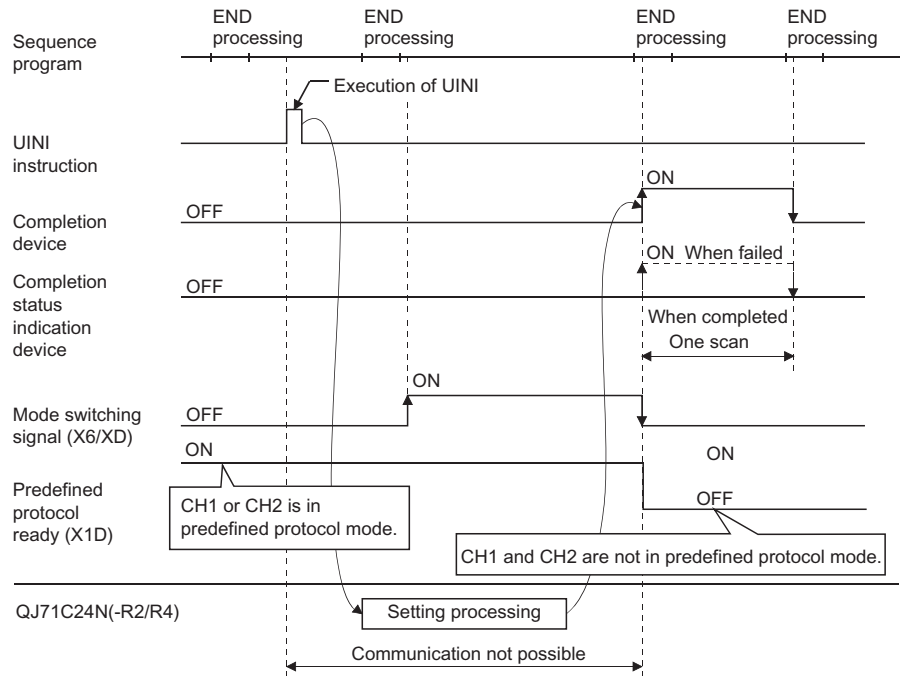 END
processing
END
processing
END
processing
END
processing
Sequence
program
Execution of UINI
UINI
instruction
ON
OFF
Completion
device
ON When failed
Completion
status
indication
device
OFF
When completed
One scan
ON
Mode switching
signal (X6/XD)
OFF
ON
ON
Predefined
protocol
ready (X1D)
OFF
CH1 or CH2 is in
predefined protocol mode.
CH1 and CH2 are not in predefined protocol mode.
QJ71C24N(-R2/R4)
Setting processing
Communication not possible